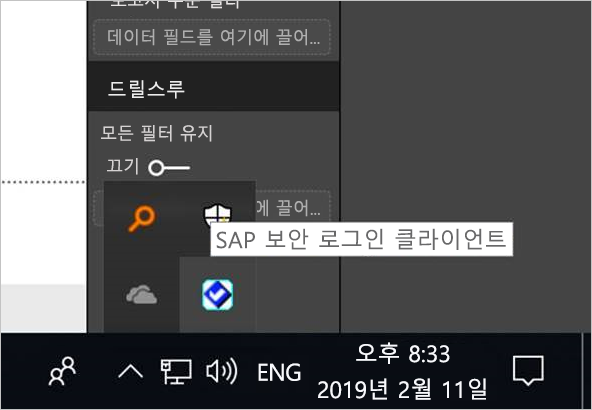 데이터 필드를 여기에 끌어...
드릴스루
모든 필터 유지
끄기
에 끌어...
SAP 보안 로그인 클라이언트
ENG
오후 8:33
2019년 2월 11일